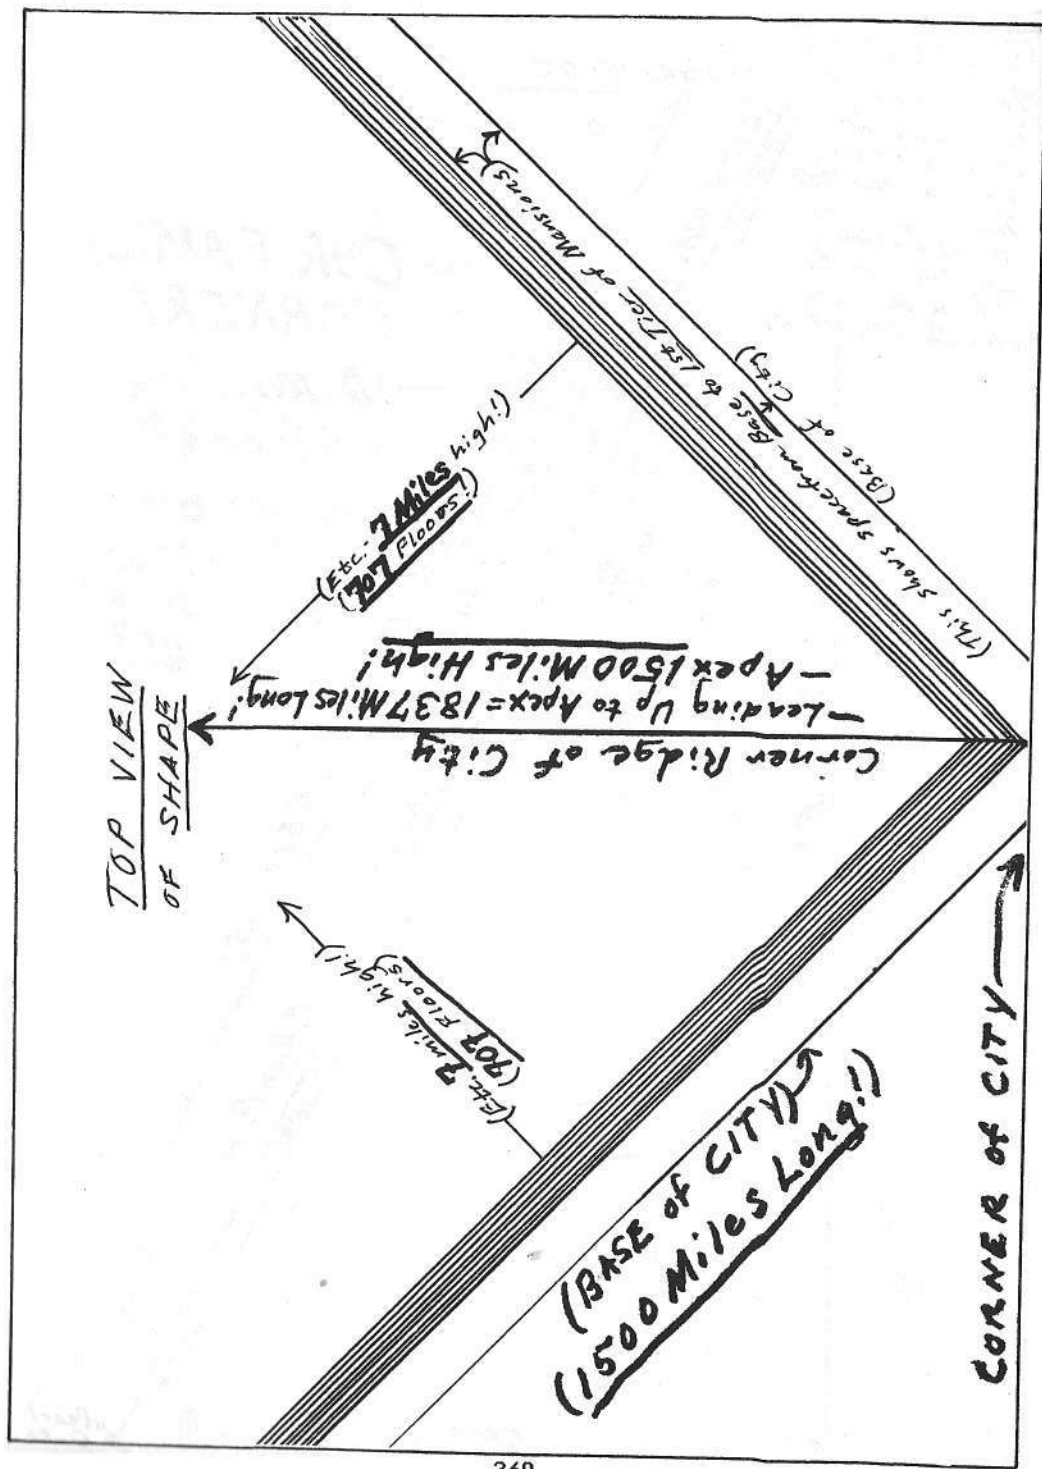 TOP VIEW
OF SHAPE
(Etc. 7 Miles high!)
(707 Floors!)
(This shows space from Base to 1st Tier of Mansions)
(Base of City)
Corner Ridge of City
—Leading Up to Apex=1837 Miles Long!
—Apex 1500 Miles High!
(Etc. 7 miles high!)
(707 Floors)
(BASE of CITY)
(1500 Miles Long!!)
CORNER of CITY